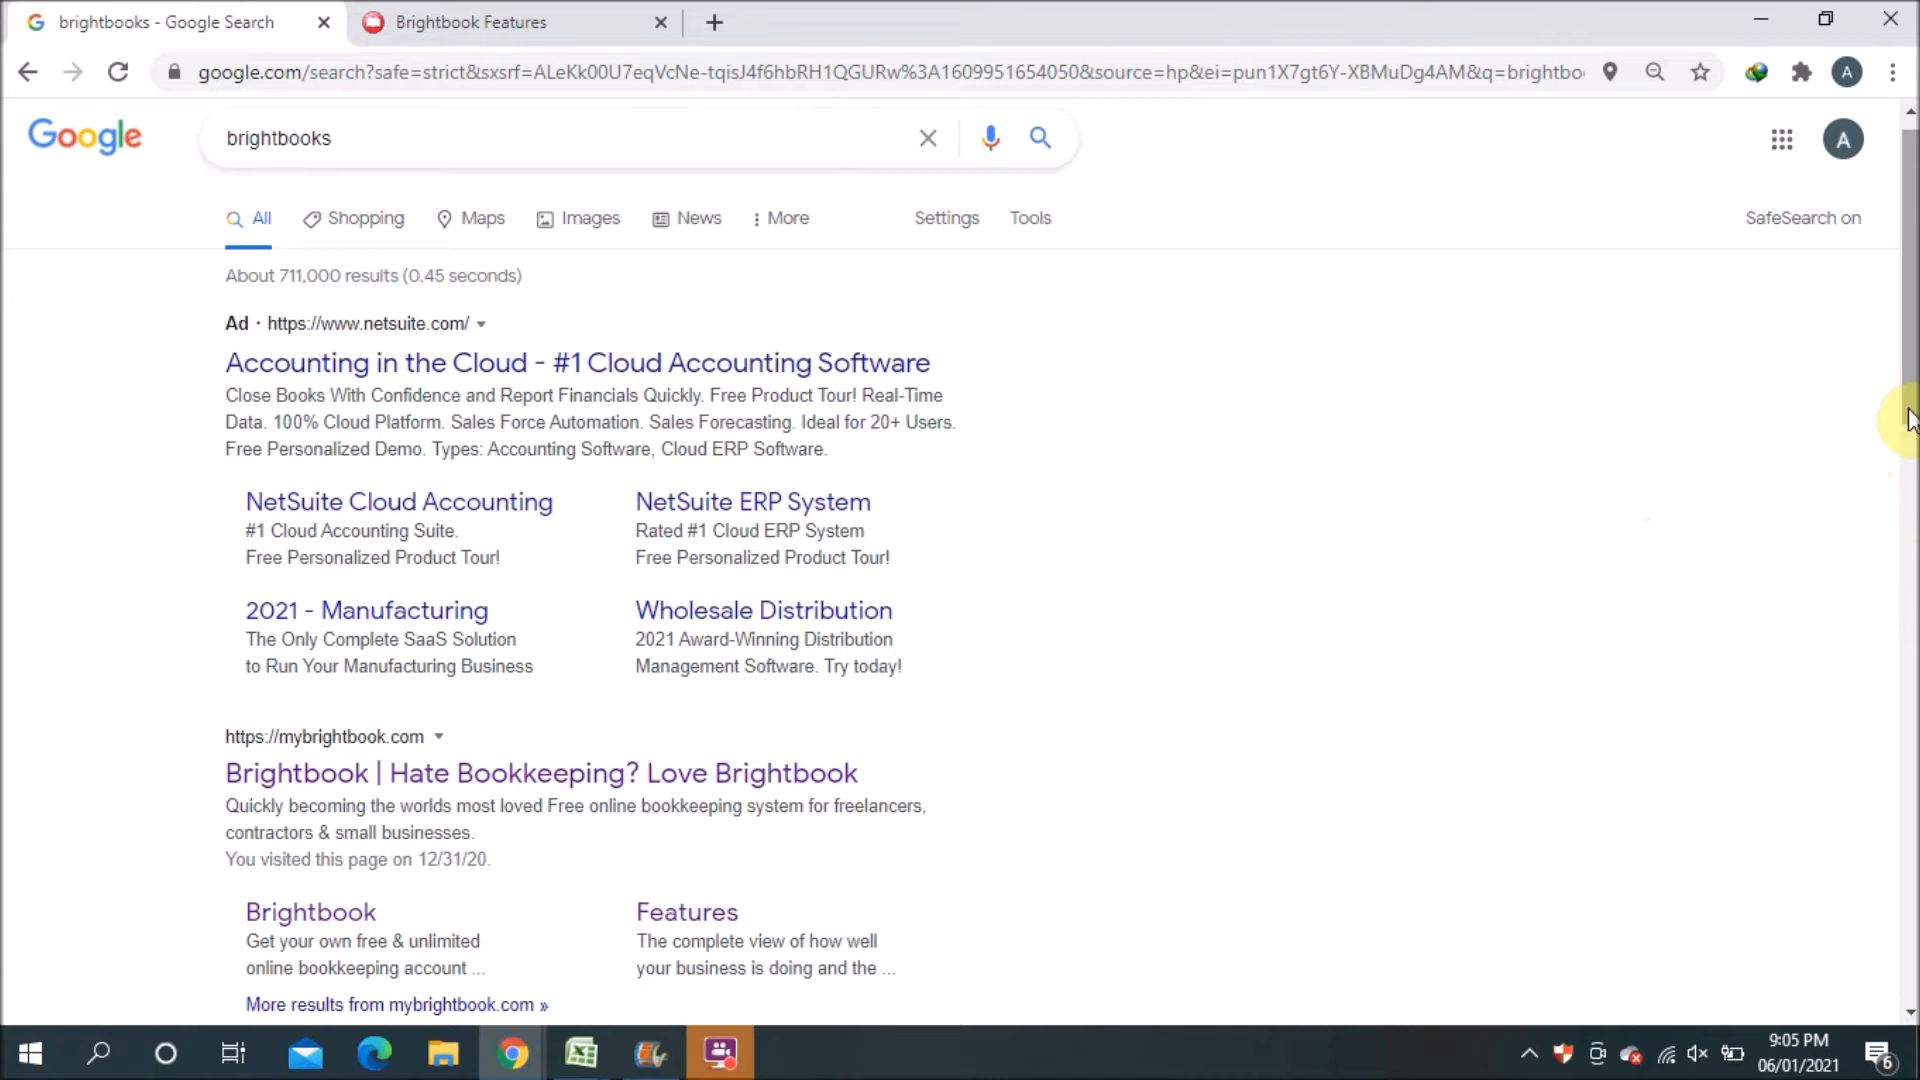 brightbooks - Google Search
Brightbook Features
google.com/search?safe=strict&sxsrf=ALeKk00U7eqVcNe-tqisJ4f6hbRH1QGURw%3A1609951654050&source=hp&ei=pun1X7gt6Y-XBMuDg4AM&q=brightbo
A
Google
brightbooks
A
All
Shopping
Maps
Images
News
More
Settings
Tools
SafeSearch on
About 711,000 results (0.45 seconds)
Ad · https://www.netsuite.com/
Accounting in the Cloud - #1 Cloud Accounting Software
Close Books With Confidence and Report Financials Quickly. Free Product Tour! Real-Time
Data. 100% Cloud Platform. Sales Force Automation. Sales Forecasting. Ideal for 20+ Users.
Free Personalized Demo. Types: Accounting Software, Cloud ERP Software.
NetSuite Cloud Accounting
#1 Cloud Accounting Suite.
Free Personalized Product Tour!
NetSuite ERP System
Rated #1 Cloud ERP System
Free Personalized Product Tour!
2021 - Manufacturing
The Only Complete SaaS Solution
to Run Your Manufacturing Business
Wholesale Distribution
2021 Award-Winning Distribution
Management Software. Try today!
https://mybrightbook.com
Brightbook | Hate Bookkeeping? Love Brightbook
Quickly becoming the worlds most loved Free online bookkeeping system for freelancers,
contractors & small businesses.
You visited this page on 12/31/20.
Brightbook
Get your own free & unlimited
online bookkeeping account ...
Features
The complete view of how well
your business is doing and the ...
More results from mybrightbook.com »
9:05 PM
06/01/2021
6